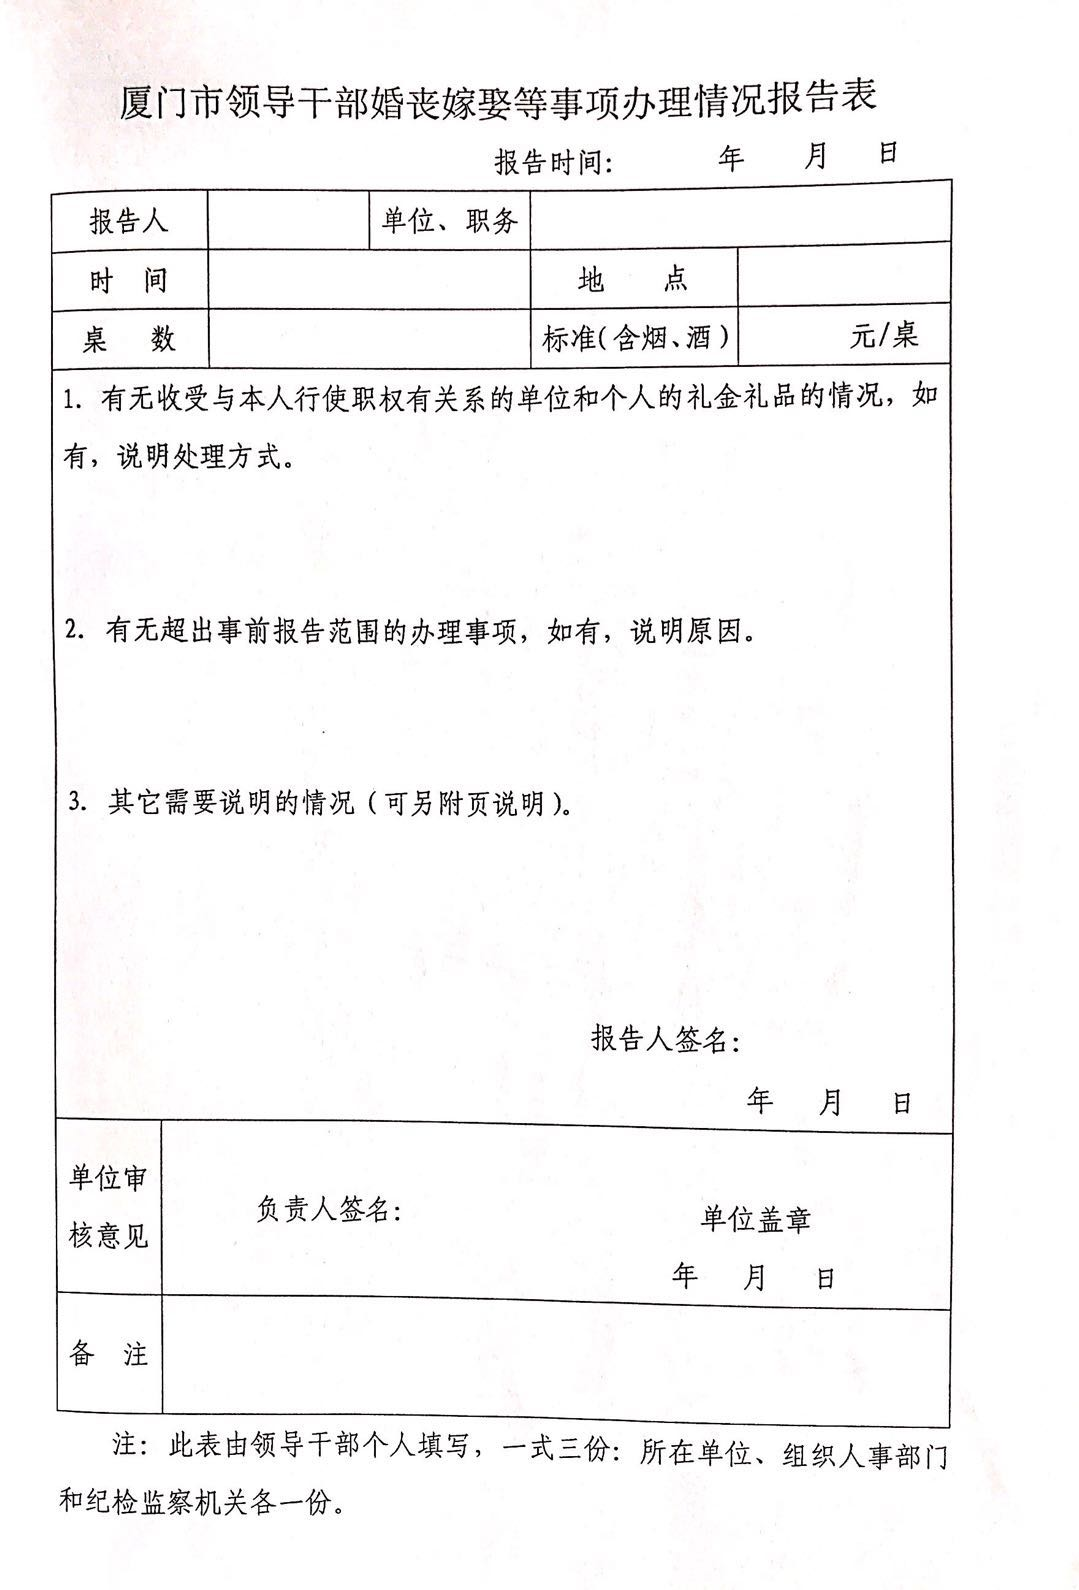 厦门市领导干部婚丧嫁娶等事项办理情况报告表
报告时间： 年 月 日
报告人 单位、职务
时 间 地 点
桌 数 标准(含烟、酒) 元/桌
1. 有无收受与本人行使职权有关系的单位和个人的礼金礼品的情况，如
有，说明处理方式。
2. 有无超出事前报告范围的办理事项，如有，说明原因。
3. 其它需要说明的情况（可另附页说明）。
报告人签名：
年 月 日
单位审
核意见
负责人签名： 单位盖章
年 月 日
备 注
注：此表由领导干部个人填写，一式三份：所在单位、组织人事部门
和纪检监察机关各一份。